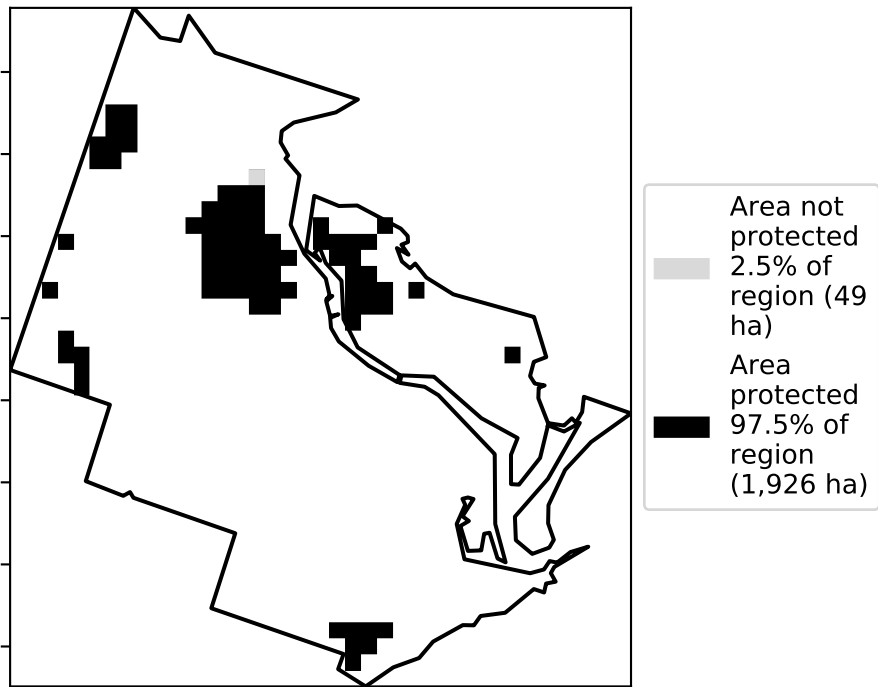 Area not
protected
2.5% of
region (49
ha)
Area
protected
97.5% of
region
(1,926 ha)